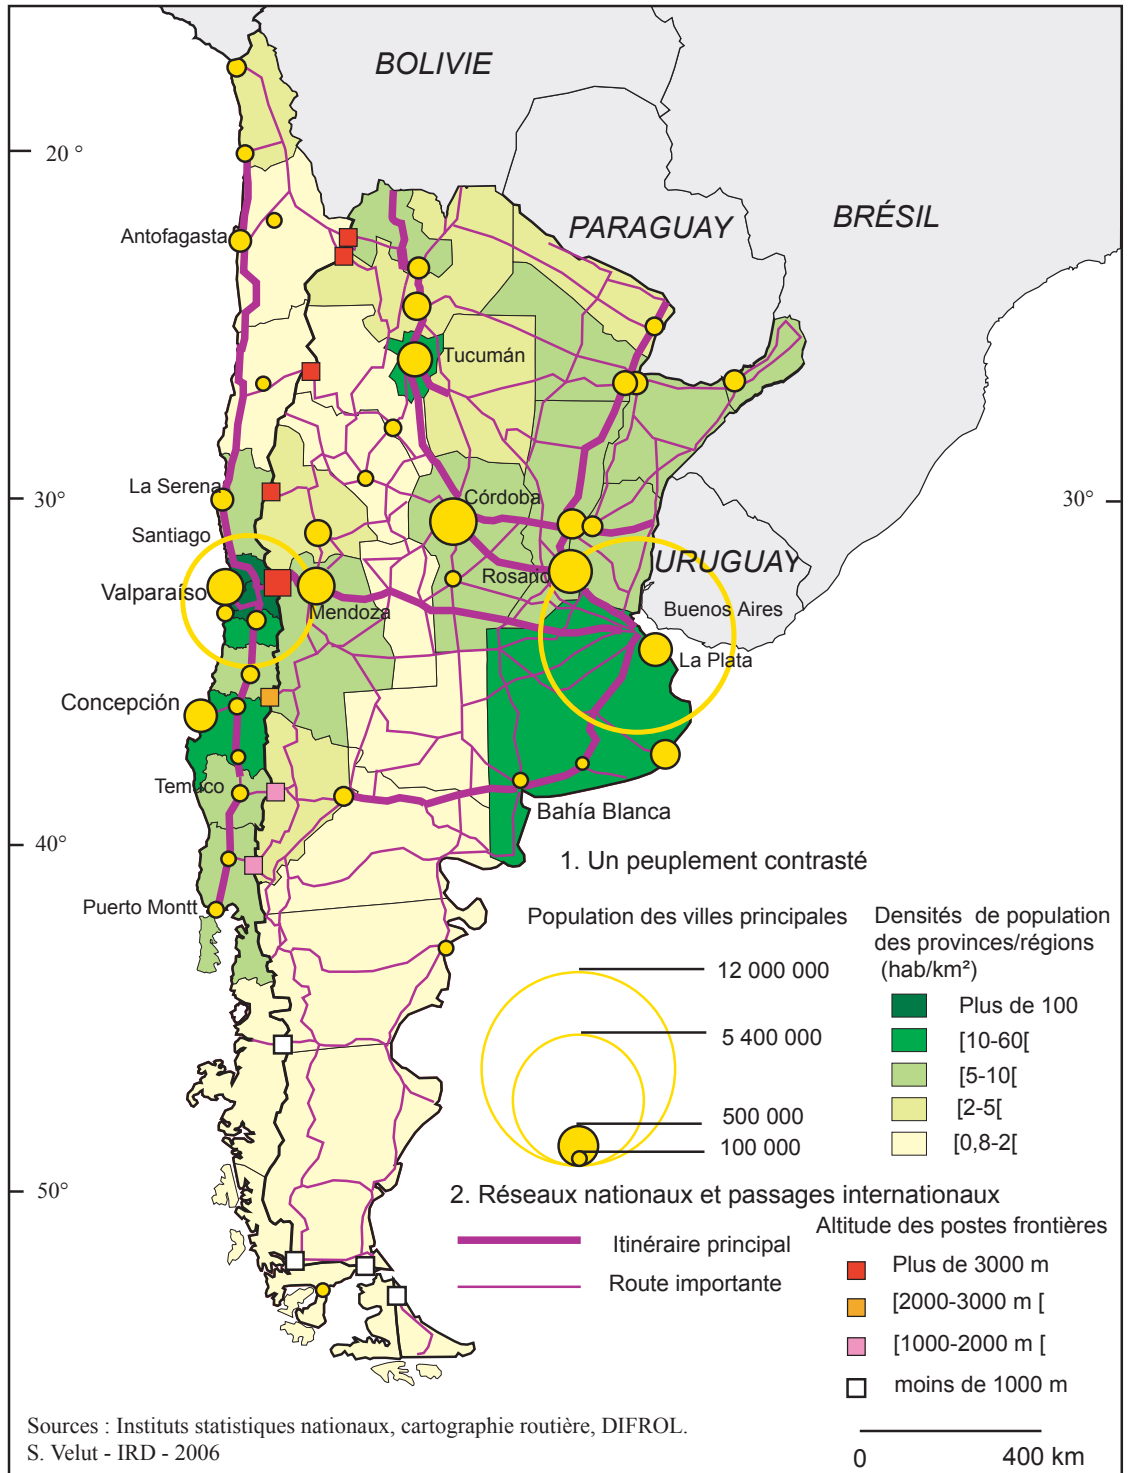 BOLIVIE
20 °
PARAGUAY
BRÉSIL
Antofagasta
Tucumán
La Serena
Córdoba
30°
30°
Santiago
URUGUAY
Rosario
Valparaíso
Mendoza
Buenos Aires
La Plata
Concepción
Temuco
Bahía Blanca
40°
1. Un peuplement contrasté
Puerto Montt
Population des villes principales
12 000 000
5 400 000
500 000
100 000
Densités de population
des provinces/régions
(hab/km²)
Plus de 100
[10-60[
[5-10[
[2-5[
[0,8-2[
50°
2. Réseaux nationaux et passages internationaux
Itinéraire principal
Route importante
Altitude des postes frontières
Plus de 3000 m
[2000-3000 m [
[1000-2000 m [
moins de 1000 m
Sources : Instituts statistiques nationaux, cartographie routière, DIFROL.
S. Velut - IRD - 2006
0 400 km